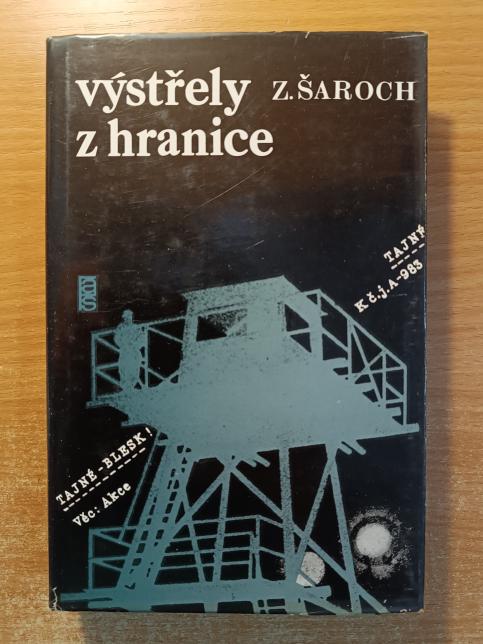 výstřely
z hranice
Z. ŠAROCH
TAJNÉ
K č.j. A-983
TAJNÉ-BLESK!
Věc: Akce